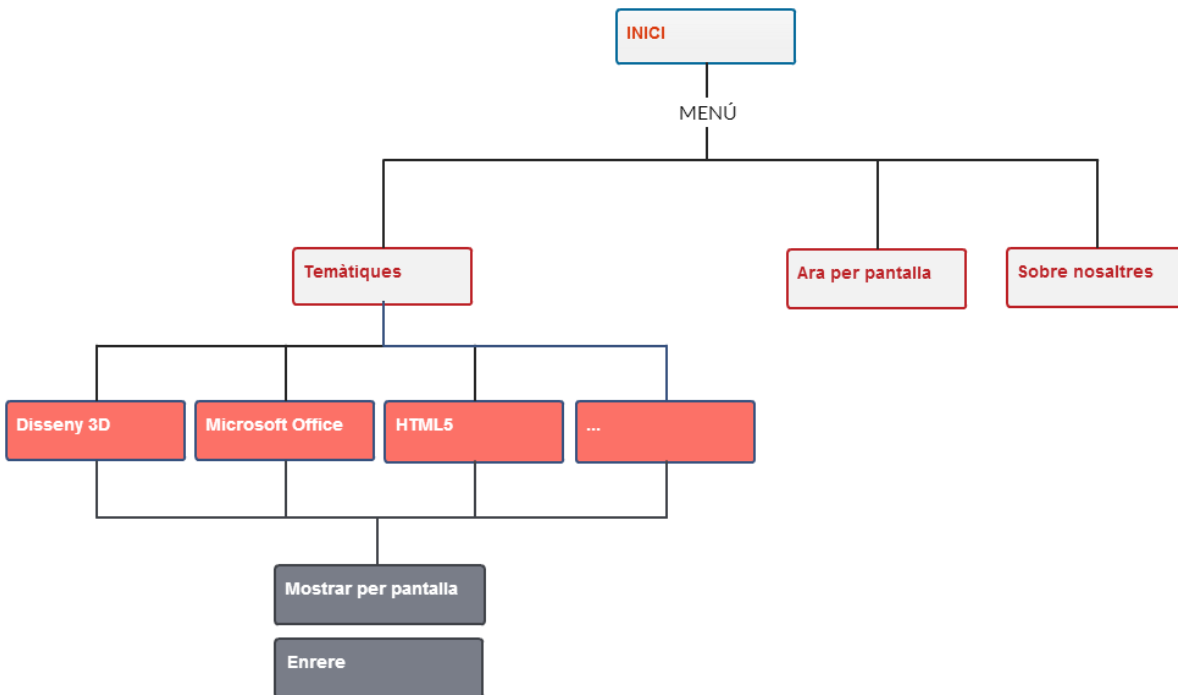 INICI
MENÚ
Temàtiques
Ara per pantalla
Sobre nosaltres
Disseny 3D
Microsoft Office
HTML5
...
Mostrar per pantalla
Enrere